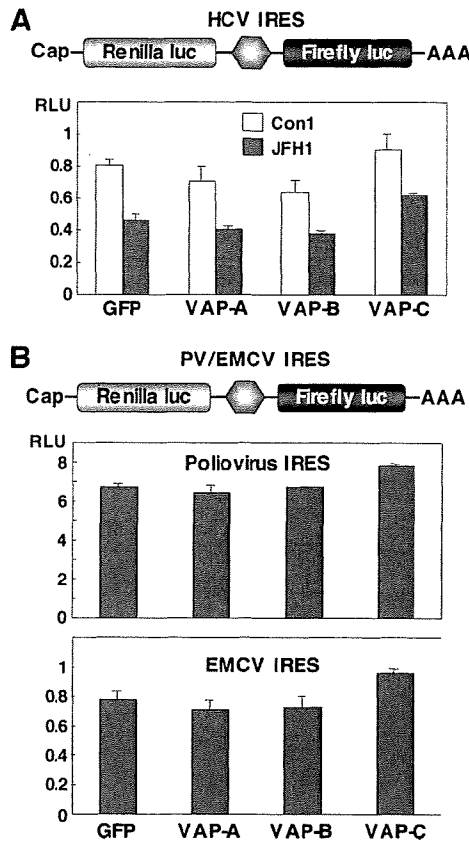 A
HCV IRES
Cap Renilla luc Firefly luc AAA
RLU
Con1
JFH1
1
0.8
0.6
0.4
0.2
0
GFP VAP-A VAP-B VAP-C
B
PV/EMCV IRES
Cap Renilla luc Firefly luc AAA
RLU
Poliovirus IRES
8
6
4
2
0
EMCV IRES
1
0.8
0.6
0.4
0.2
0
GFP VAP-A VAP-B VAP-C